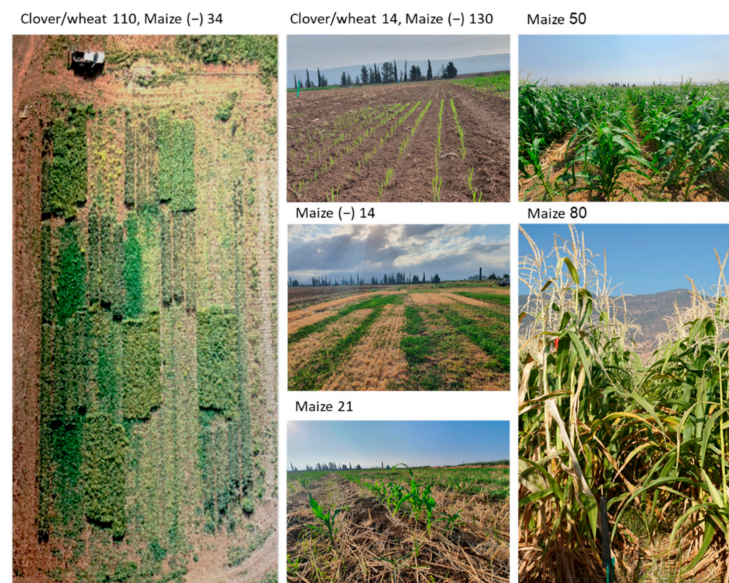 Clover/wheat 110, Maize (−) 34
Clover/wheat 14, Maize (−) 130
Maize 50
Maize (−) 14
Maize 80
Maize 21